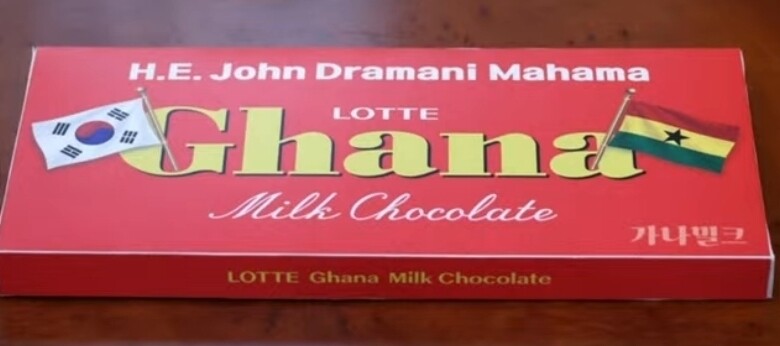 H.E. John Dramani Mahama
LOTTE
Ghana
Milk Chocolate
가나밀크
LOTTE Ghana Milk Chocolate